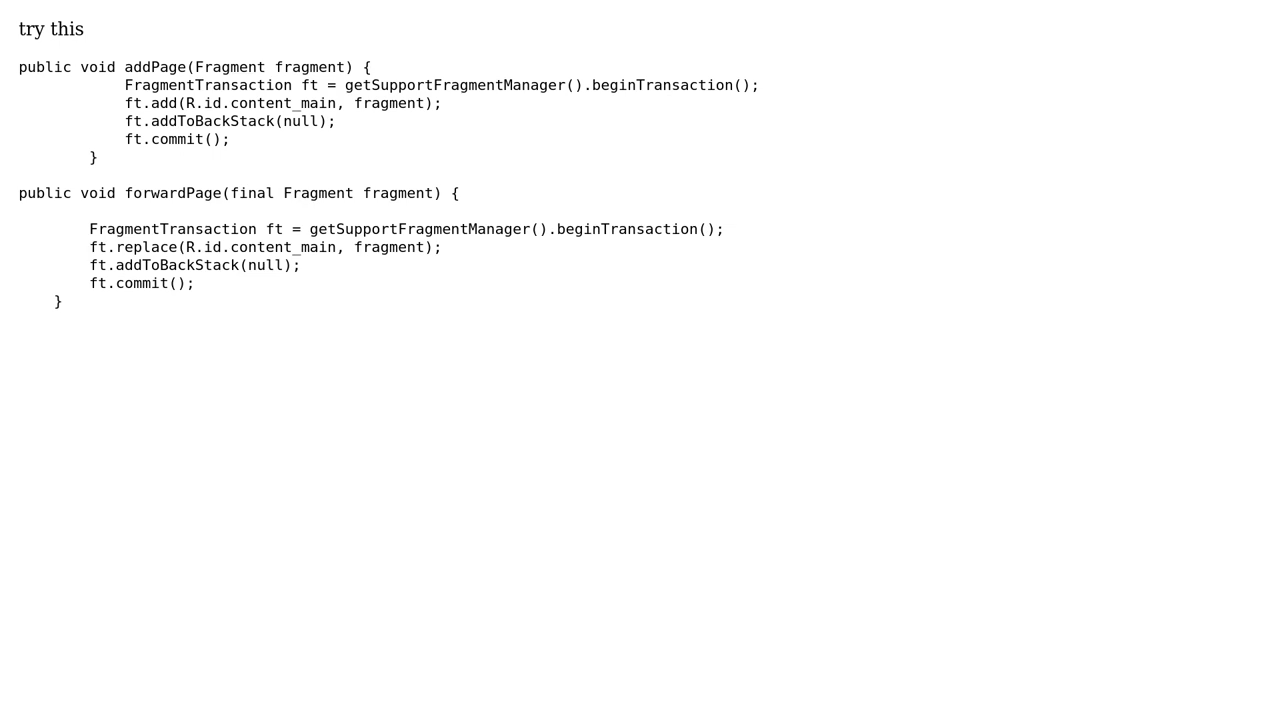 try this
public void addPage(Fragment fragment) {
            FragmentTransaction ft = getSupportFragmentManager().beginTransaction();
            ft.add(R.id.content_main, fragment);
            ft.addToBackStack(null);
            ft.commit();
        }
public void forwardPage(final Fragment fragment) {
        FragmentTransaction ft = getSupportFragmentManager().beginTransaction();
        ft.replace(R.id.content_main, fragment);
        ft.addToBackStack(null);
        ft.commit();
    }